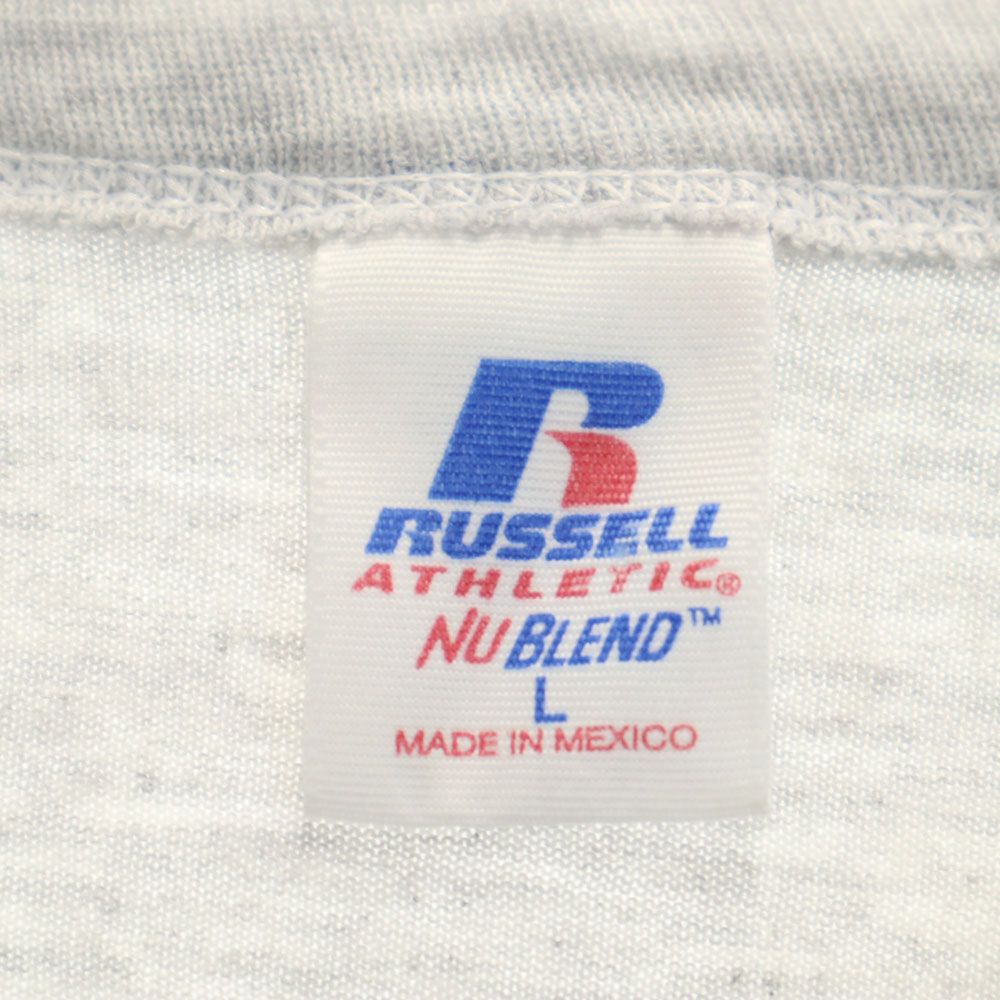 R
RUSSELL
ATHLETIC®
NUBLEND™
L
MADE IN MEXICO